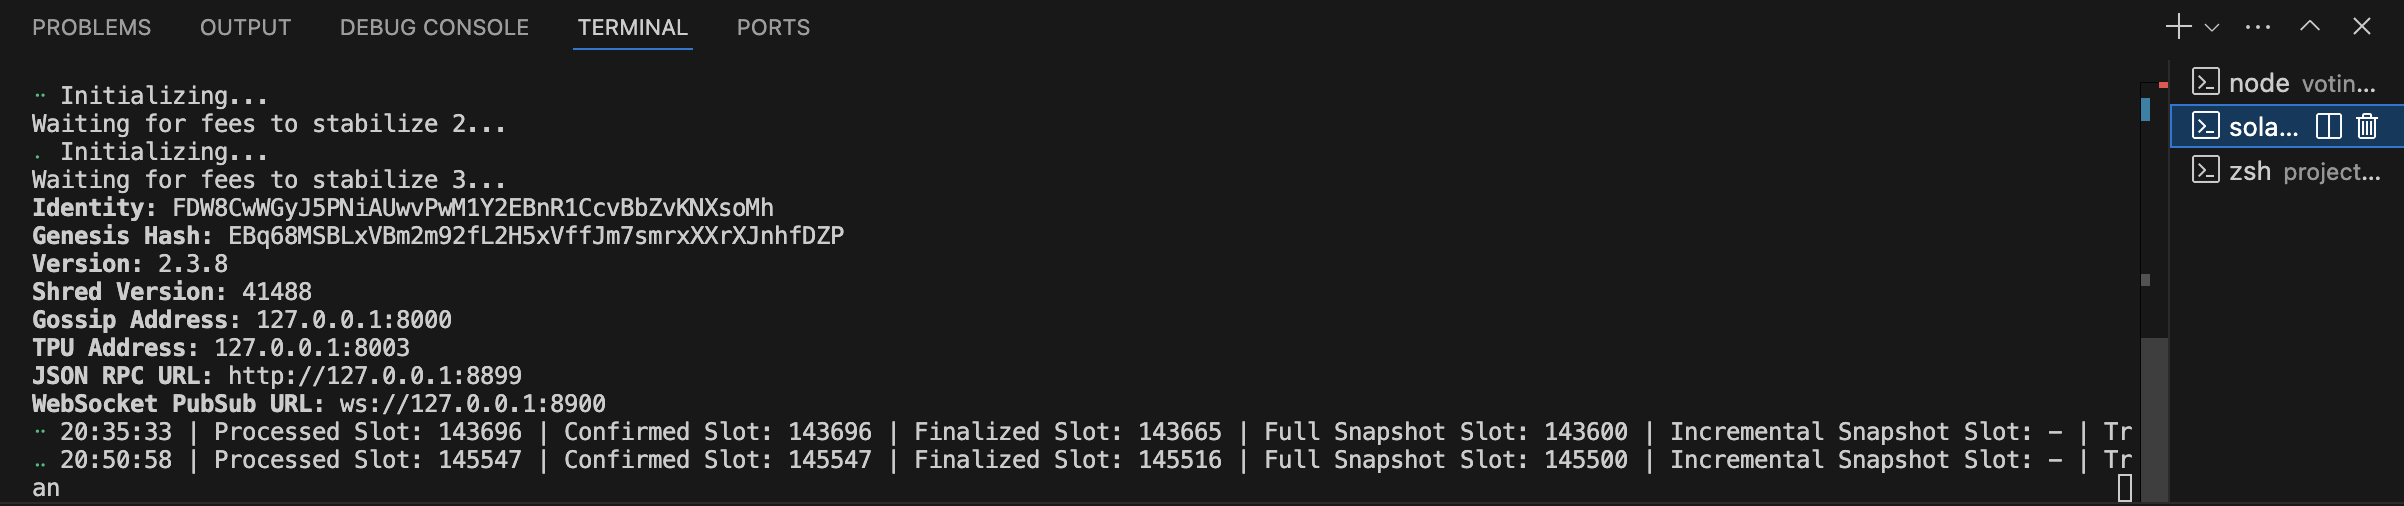 PROBLEMS OUTPUT DEBUG CONSOLE TERMINAL PORTS
Initializing...
Waiting for fees to stabilize 2...
Initializing...
Waiting for fees to stabilize 3...
Identity: FDW8CwWGyJ5PNiAUwvPwM1Y2EBnR1CcvBbZvKNXsoMh
Genesis Hash: EBq68MSBLxVBm2m92fL2H5xVffJm7smrxXXrXJnhfDZP
Version: 2.3.8
Shred Version: 41488
Gossip Address: 127.0.0.1:8000
TPU Address: 127.0.0.1:8003
JSON RPC URL: http://127.0.0.1:8899
WebSocket PubSub URL: ws://127.0.0.1:8900
20:35:33 | Processed Slot: 143696 | Confirmed Slot: 143696 | Finalized Slot: 143665 | Full Snapshot Slot: 143600 | Incremental Snapshot Slot: - | Tr
20:50:58 | Processed Slot: 145547 | Confirmed Slot: 145547 | Finalized Slot: 145516 | Full Snapshot Slot: 145500 | Incremental Snapshot Slot: - | Tr
an
node votin...
sola...
zsh project...